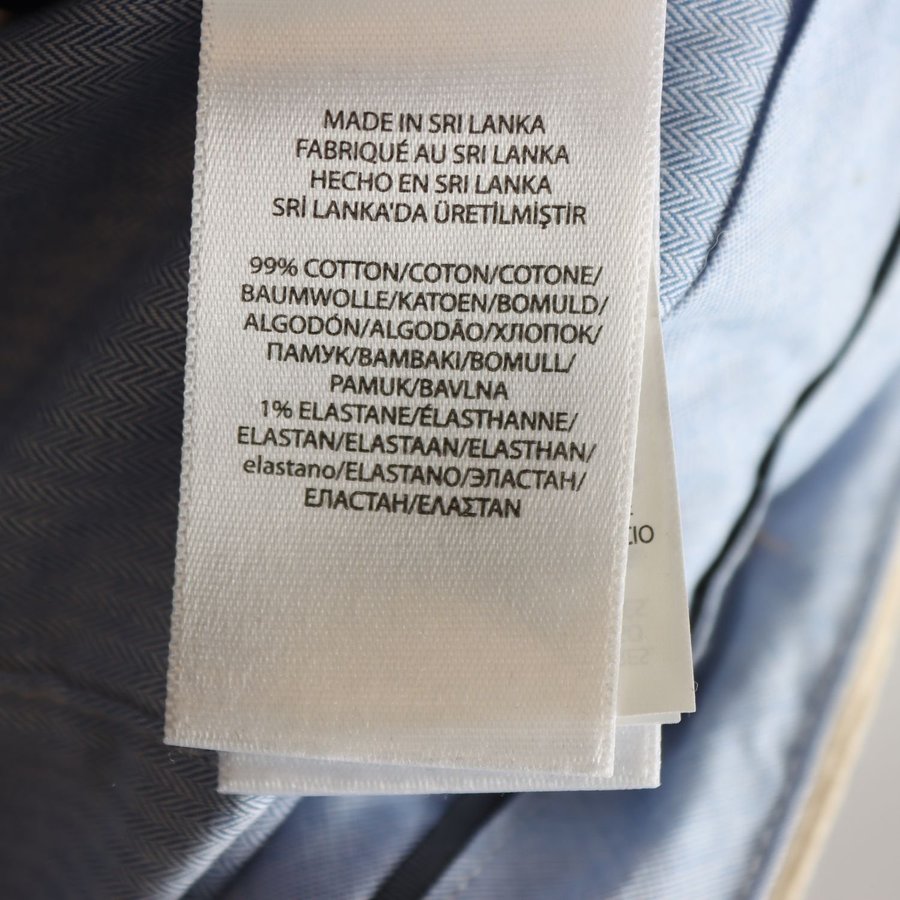 MADE IN SRI LANKA
FABRIQUÉ AU SRI LANKA
HECHO EN SRI LANKA
SRİ LANKA'DA ÜRETİLMİŞTİR
99% COTTON/COTON/COTONE/
BAUMWOLLE/KATOEN/BOMULD/
ALGODÓN/ALGODÃO/ХЛОПОК/
ПАМУК/BAMBAKI/BOMULL/
PAMUK/BAVLNA
1% ELASTANE/ÉLASTHANNE/
ELASTAN/ELASTAAN/ELASTHAN/
elastano/ELASTANO/ЭЛАСТАН/
ЕЛАСТАН/ΕΛΑΣΤΑΝ